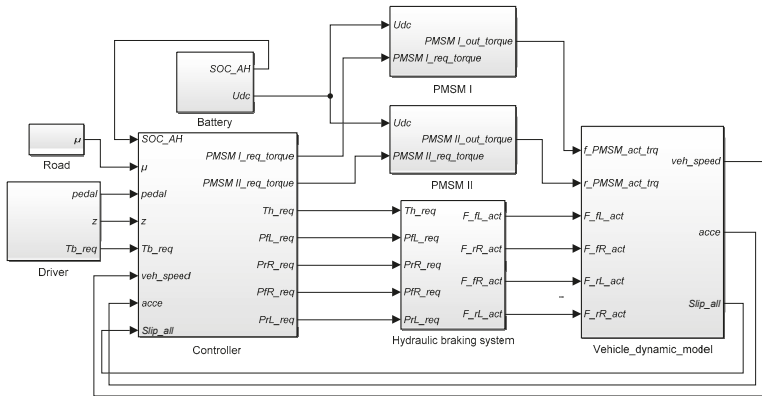 SOC_AH
Udc
Battery
Udc
PMSM I_req_torque
PMSM I_out_torque
PMSM I
Udc
PMSM II_req_torque
PMSM II_out_torque
PMSM II
μ
Road
pedal
z
Tb_req
Driver
SOC_AH
μ
pedal
z
Tb_req
veh_speed
acce
Slip_all
PMSM I_req_torque
PMSM II_req_torque
Th_req
PfL_req
PrR_req
PfR_req
PrL_req
Controller
Th_req
PfL_req
PrR_req
PfR_req
PrL_req
F_fL_act
F_rR_act
F_fR_act
F_rL_act
Hydraulic braking system
f_PMSM_act_trq
r_PMSM_act_trq
F_fL_act
F_fR_act
F_rL_act
F_rR_act
veh_speed
acce
Slip_all
Vehicle_dynamic_model